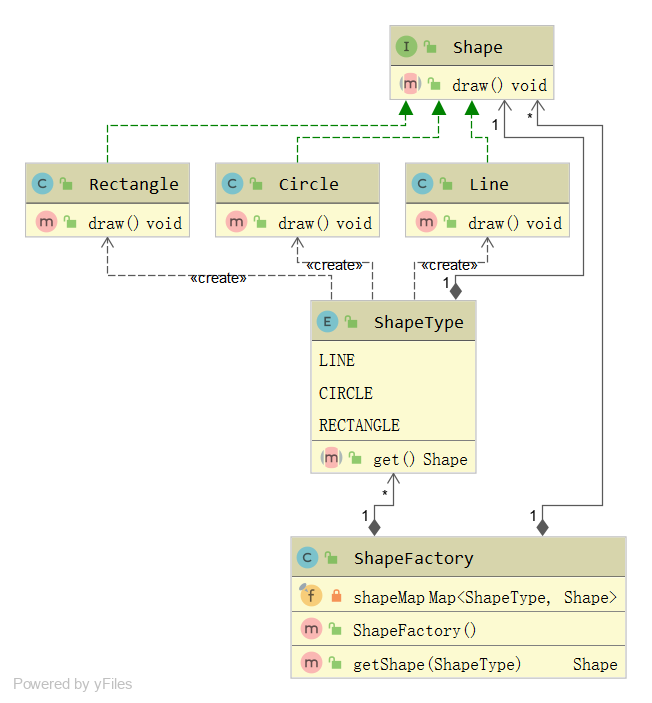 I Shape
m draw() void
1 *
C Rectangle
m draw() void
C Circle
m draw() void
C Line
m draw() void
«create»
«create»
«create»
1
E ShapeType
LINE
CIRCLE
RECTANGLE
m get() Shape
*
1
1
C ShapeFactory
f shapeMap Map<ShapeType, Shape>
m ShapeFactory()
m getShape(ShapeType) Shape
Powered by yFiles